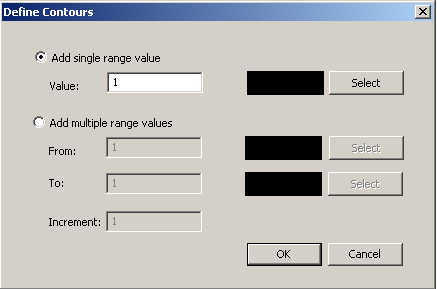 Define Contours
Add single range value
Value: 1 Select
Add multiple range values
From: 1 Select
To: 1 Select
Increment: 1
OK Cancel